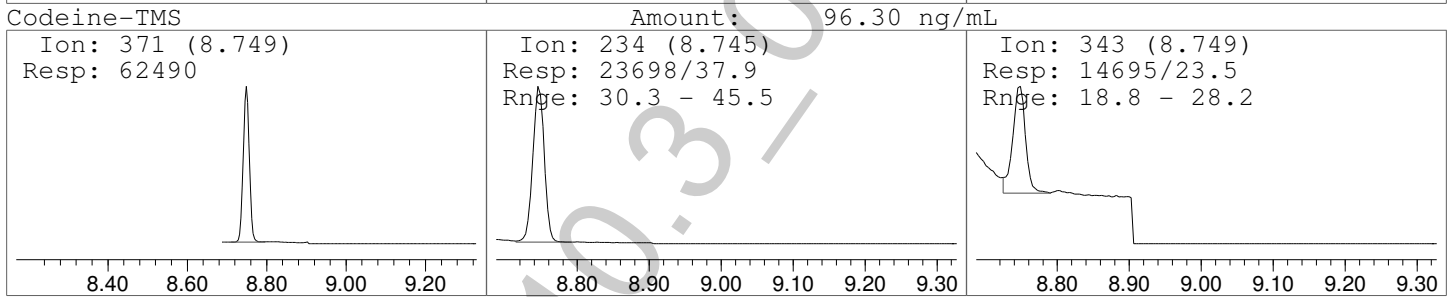 Codeine-TMS Amount: 96.30 ng/mL
Ion: 371 (8.749) Ion: 234 (8.745) Ion: 343 (8.749)
Resp: 62490 Resp: 23698/37.9 Resp: 14695/23.5
Rnge: 30.3 - 45.5 Rnge: 18.8 - 28.2
8.40 8.60 8.80 9.00 9.20 8.80 8.90 9.00 9.10 9.20 9.30 8.80 8.90 9.00 9.10 9.20 9.30